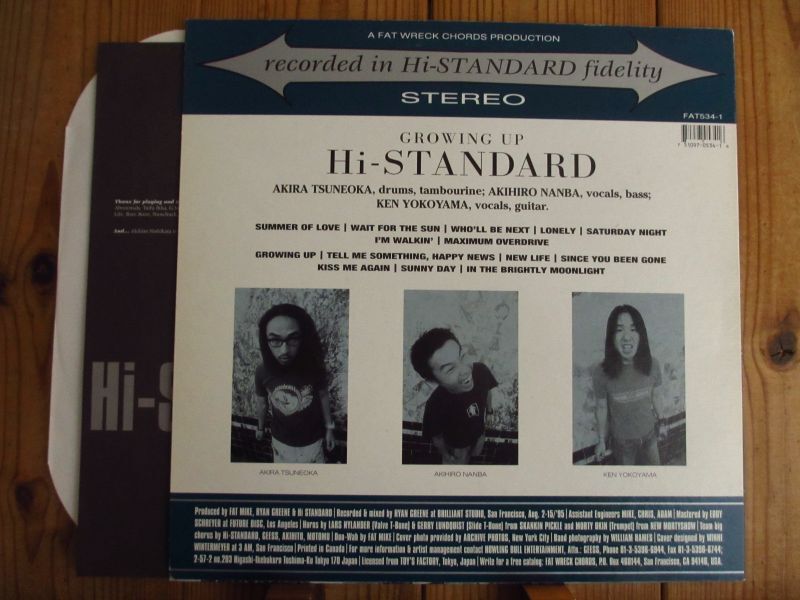 A FAT WRECK CHORDS PRODUCTION
recorded in Hi-STANDARD fidelity
STEREO
FAT534-1
GROWING UP
Hi-STANDARD
AKIRA TSUNEOKA, drums, tambourine; AKIHIRO NANBA, vocals, bass;
KEN YOKOYAMA, vocals, guitar.
SUMMER OF LOVE | WAIT FOR THE SUN | WHO'LL BE NEXT | LONELY | SATURDAY NIGHT
I'M WALKIN' | MAXIMUM OVERDRIVE
GROWING UP | TELL ME SOMETHING, HAPPY NEWS | NEW LIFE | SINCE YOU BEEN GONE
KISS ME AGAIN | SUNNY DAY | IN THE BRIGHTLY MOONLIGHT
Thanx for playing and
And...
Hi-S
AKIRA TSUNEOKA
AKIHIRO NANBA
KEN YOKOYAMA
Produced by FAT MIKE, RYAN GREENE & HI STANDARD | Recorded & mixed by RYAN GREENE at BRILLIANT STUDIO, San Francisco, Aug. 2-15/'95 | Assistant Engineers MIKE, CHRIS, ADAM | Mastered by EDDY
SCHREYER at FUTURE DISC, Los Angeles | Horns by LARS NYLANDER (Valve T-Bone) & GERRY LUNDQUIST (Slide T-Bone) from SKANKIN PICKLE and MORTY OKIN (Trumpet) from NEW MORTYSHOW | Team big
chorus by Hi-STANDARD, GEESS, AKIHITO, MOTOMU | Doo-Wah by FAT MIKE | Cover photo provided by ARCHIVE PHOTOS, New York City | Band photography by WILLIAM HAMES | Cover designed by WINNI
WINTERMEYER at 3 AM, San Francisco | Printed in Canada | For more information & artist management contact HOWLING BULL ENTERTAINMENT, Attn.: GEESS, Phone 81-3-5396-6944, Fax 81-3-5396-6744;
2-57-2 no.203 Higashi-Ikebukuro Toshima-Ku Tokyo 170 Japan | Licensed from TOY'S FACTORY, Tokyo, Japan | Write for a free catalog: FAT WRECK CHORDS, P.O. Box 460144, San Francisco, CA 94146, USA.